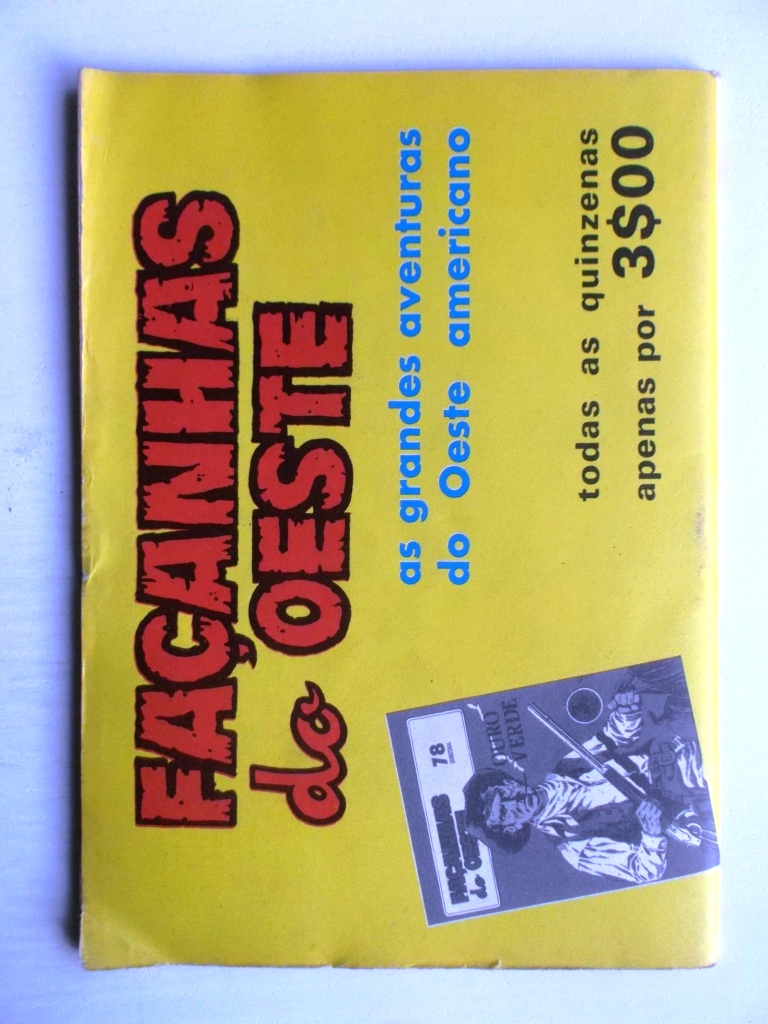 FAÇANHAS
do OESTE
as grandes aventuras
do Oeste americano
todas as quinzenas
apenas por 3$00
FAÇANHAS
do OESTE
78
OURO
VERDE